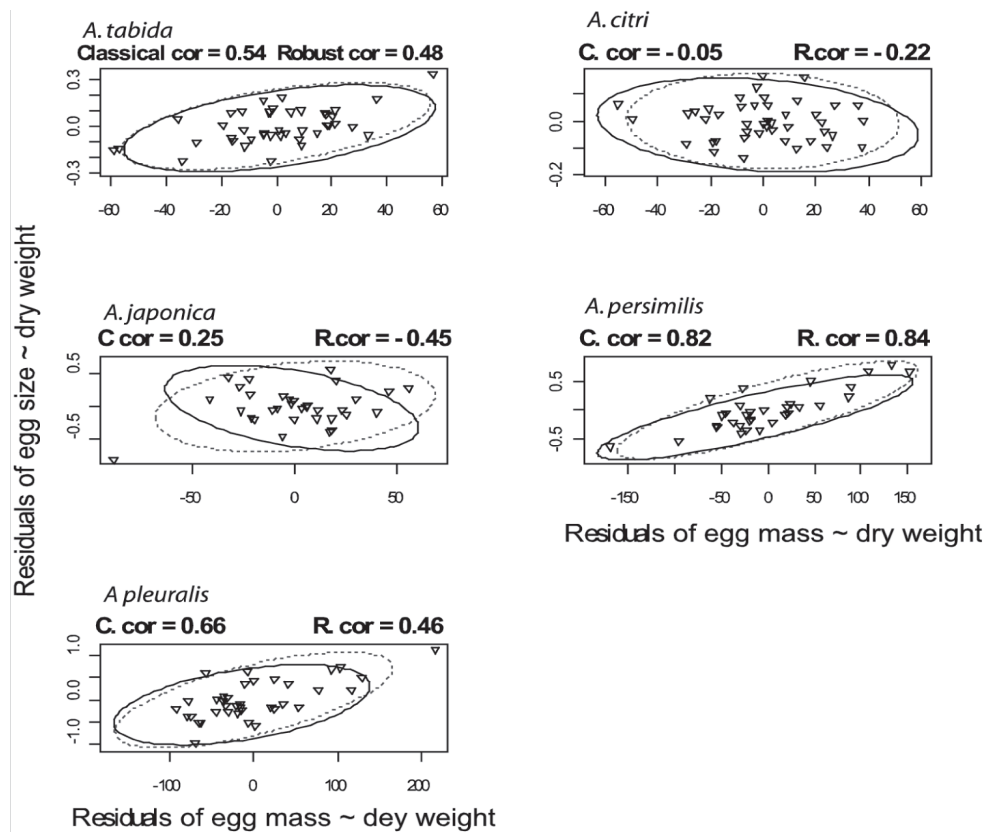 A. tabida
Classical cor = 0.54 Robust cor = 0.48
0.3
0.0
-0.3
-60 -40 -20 0 20 40 60
A. citri
C. cor = - 0.05 R.cor = - 0.22
0.0
-0.2
-60 -40 -20 0 20 40 60
Residuals of egg size ~ dry weight
A. japonica
C cor = 0.25 R.cor = - 0.45
0.5
-0.5
-50 0 50
A. persimilis
C. cor = 0.82 R. cor = 0.84
0.5
-0.5
-150 -50 0 50 100 150
Residuals of egg mass ~ dry weight
A pleuralis
C. cor = 0.66 R. cor = 0.46
1.0
0.0
-1.0
-100 0 100 200
Residuals of egg mass ~ dey weight